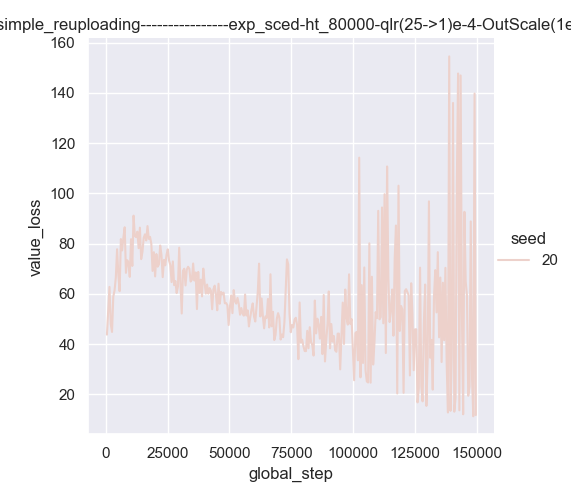 simple_reuploading----------------exp_sced-ht_80000-qlr(25->1)e-4-OutScale(1e
160
140
120
100
80
60
40
20
value_loss
0 25000 50000 75000 100000 125000 150000
global_step
seed
20